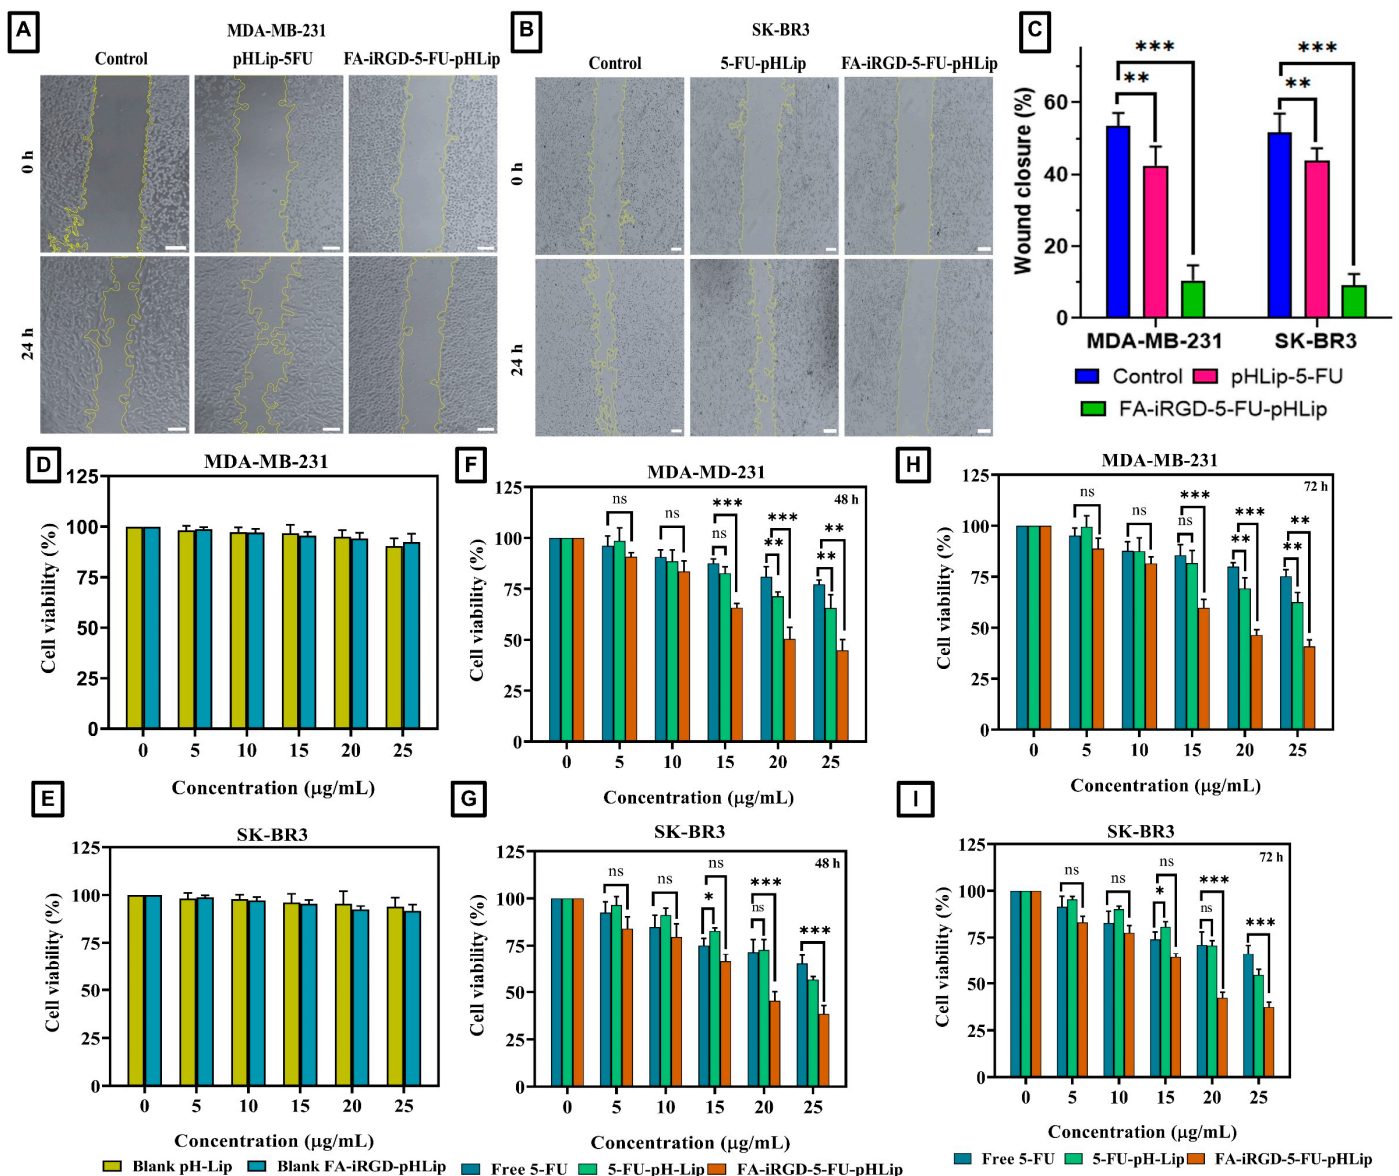 A
MDA-MB-231
Control
pHLip-5FU
FA-iRGD-5-FU-pHLip
0 h
24 h
B
SK-BR3
Control
5-FU-pHLip
FA-iRGD-5-FU-pHLip
0 h
24 h
C
***
***
**
**
Wound closure (%)
60
40
20
0
MDA-MB-231
SK-BR3
Control
pHLip-5-FU
FA-iRGD-5-FU-pHLip
D
MDA-MB-231
Cell viability (%)
125
100
75
50
25
0
0 5 10 15 20 25
Concentration (µg/mL)
F
MDA-MD-231
48 h
Cell viability (%)
125
100
75
50
25
0
ns
ns
***
ns
***
**
**
**
0 5 10 15 20 25
Concentration (µg/mL)
H
MDA-MB-231
72 h
Cell viability (%)
125
100
75
50
25
0
ns
ns
***
ns
***
**
**
**
0 5 10 15 20 25
Concentration (µg/mL)
E
SK-BR3
Cell viability (%)
125
100
75
50
25
0
0 5 10 15 20 25
Concentration (µg/mL)
Blank pH-Lip
Blank FA-iRGD-pHLip
G
SK-BR3
48 h
Cell viability (%)
125
100
75
50
25
0
ns
ns
ns
*
***
ns
***
0 5 10 15 20 25
Concentration (µg/mL)
Free 5-FU
5-FU-pH-Lip
FA-iRGD-5-FU-pHLip
I
SK-BR3
72 h
Cell viability (%)
125
100
75
50
25
0
ns
ns
ns
*
***
ns
***
0 5 10 15 20 25
Concentration (µg/mL)
Free 5-FU
5-FU-pH-Lip
FA-iRGD-5-FU-pHLip